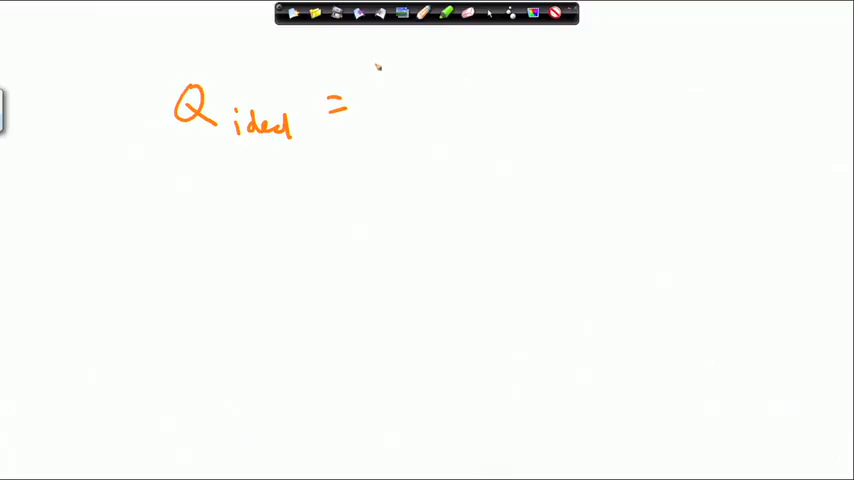 Q ideal =